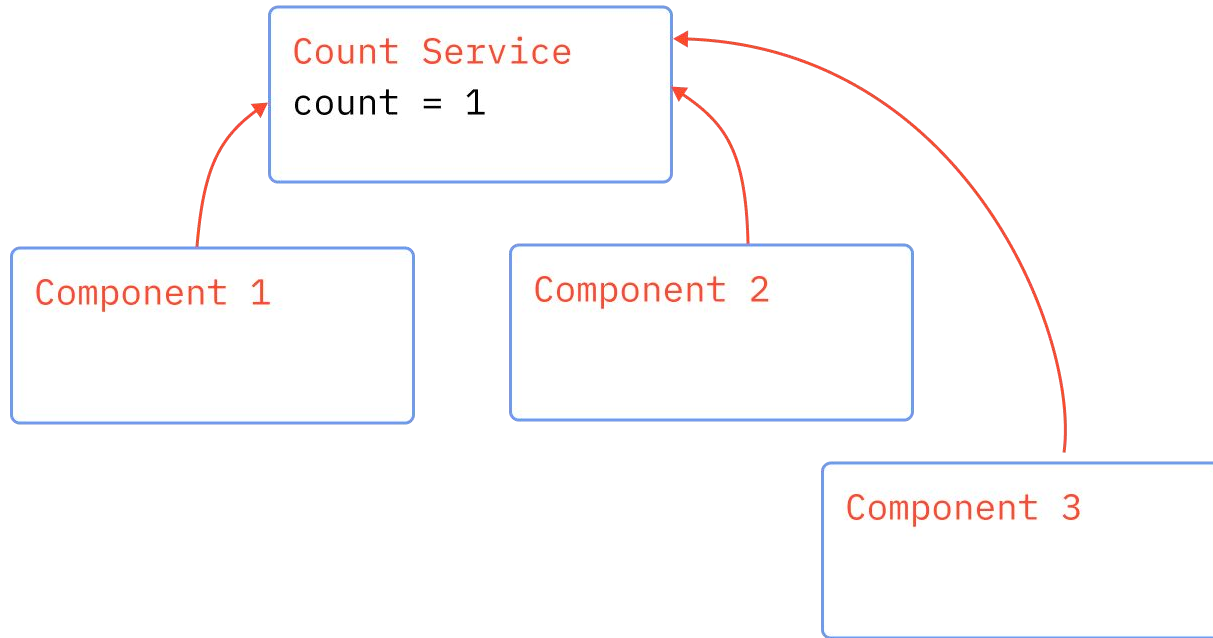 Count Service
count = 1
Component 1
Component 2
Component 3